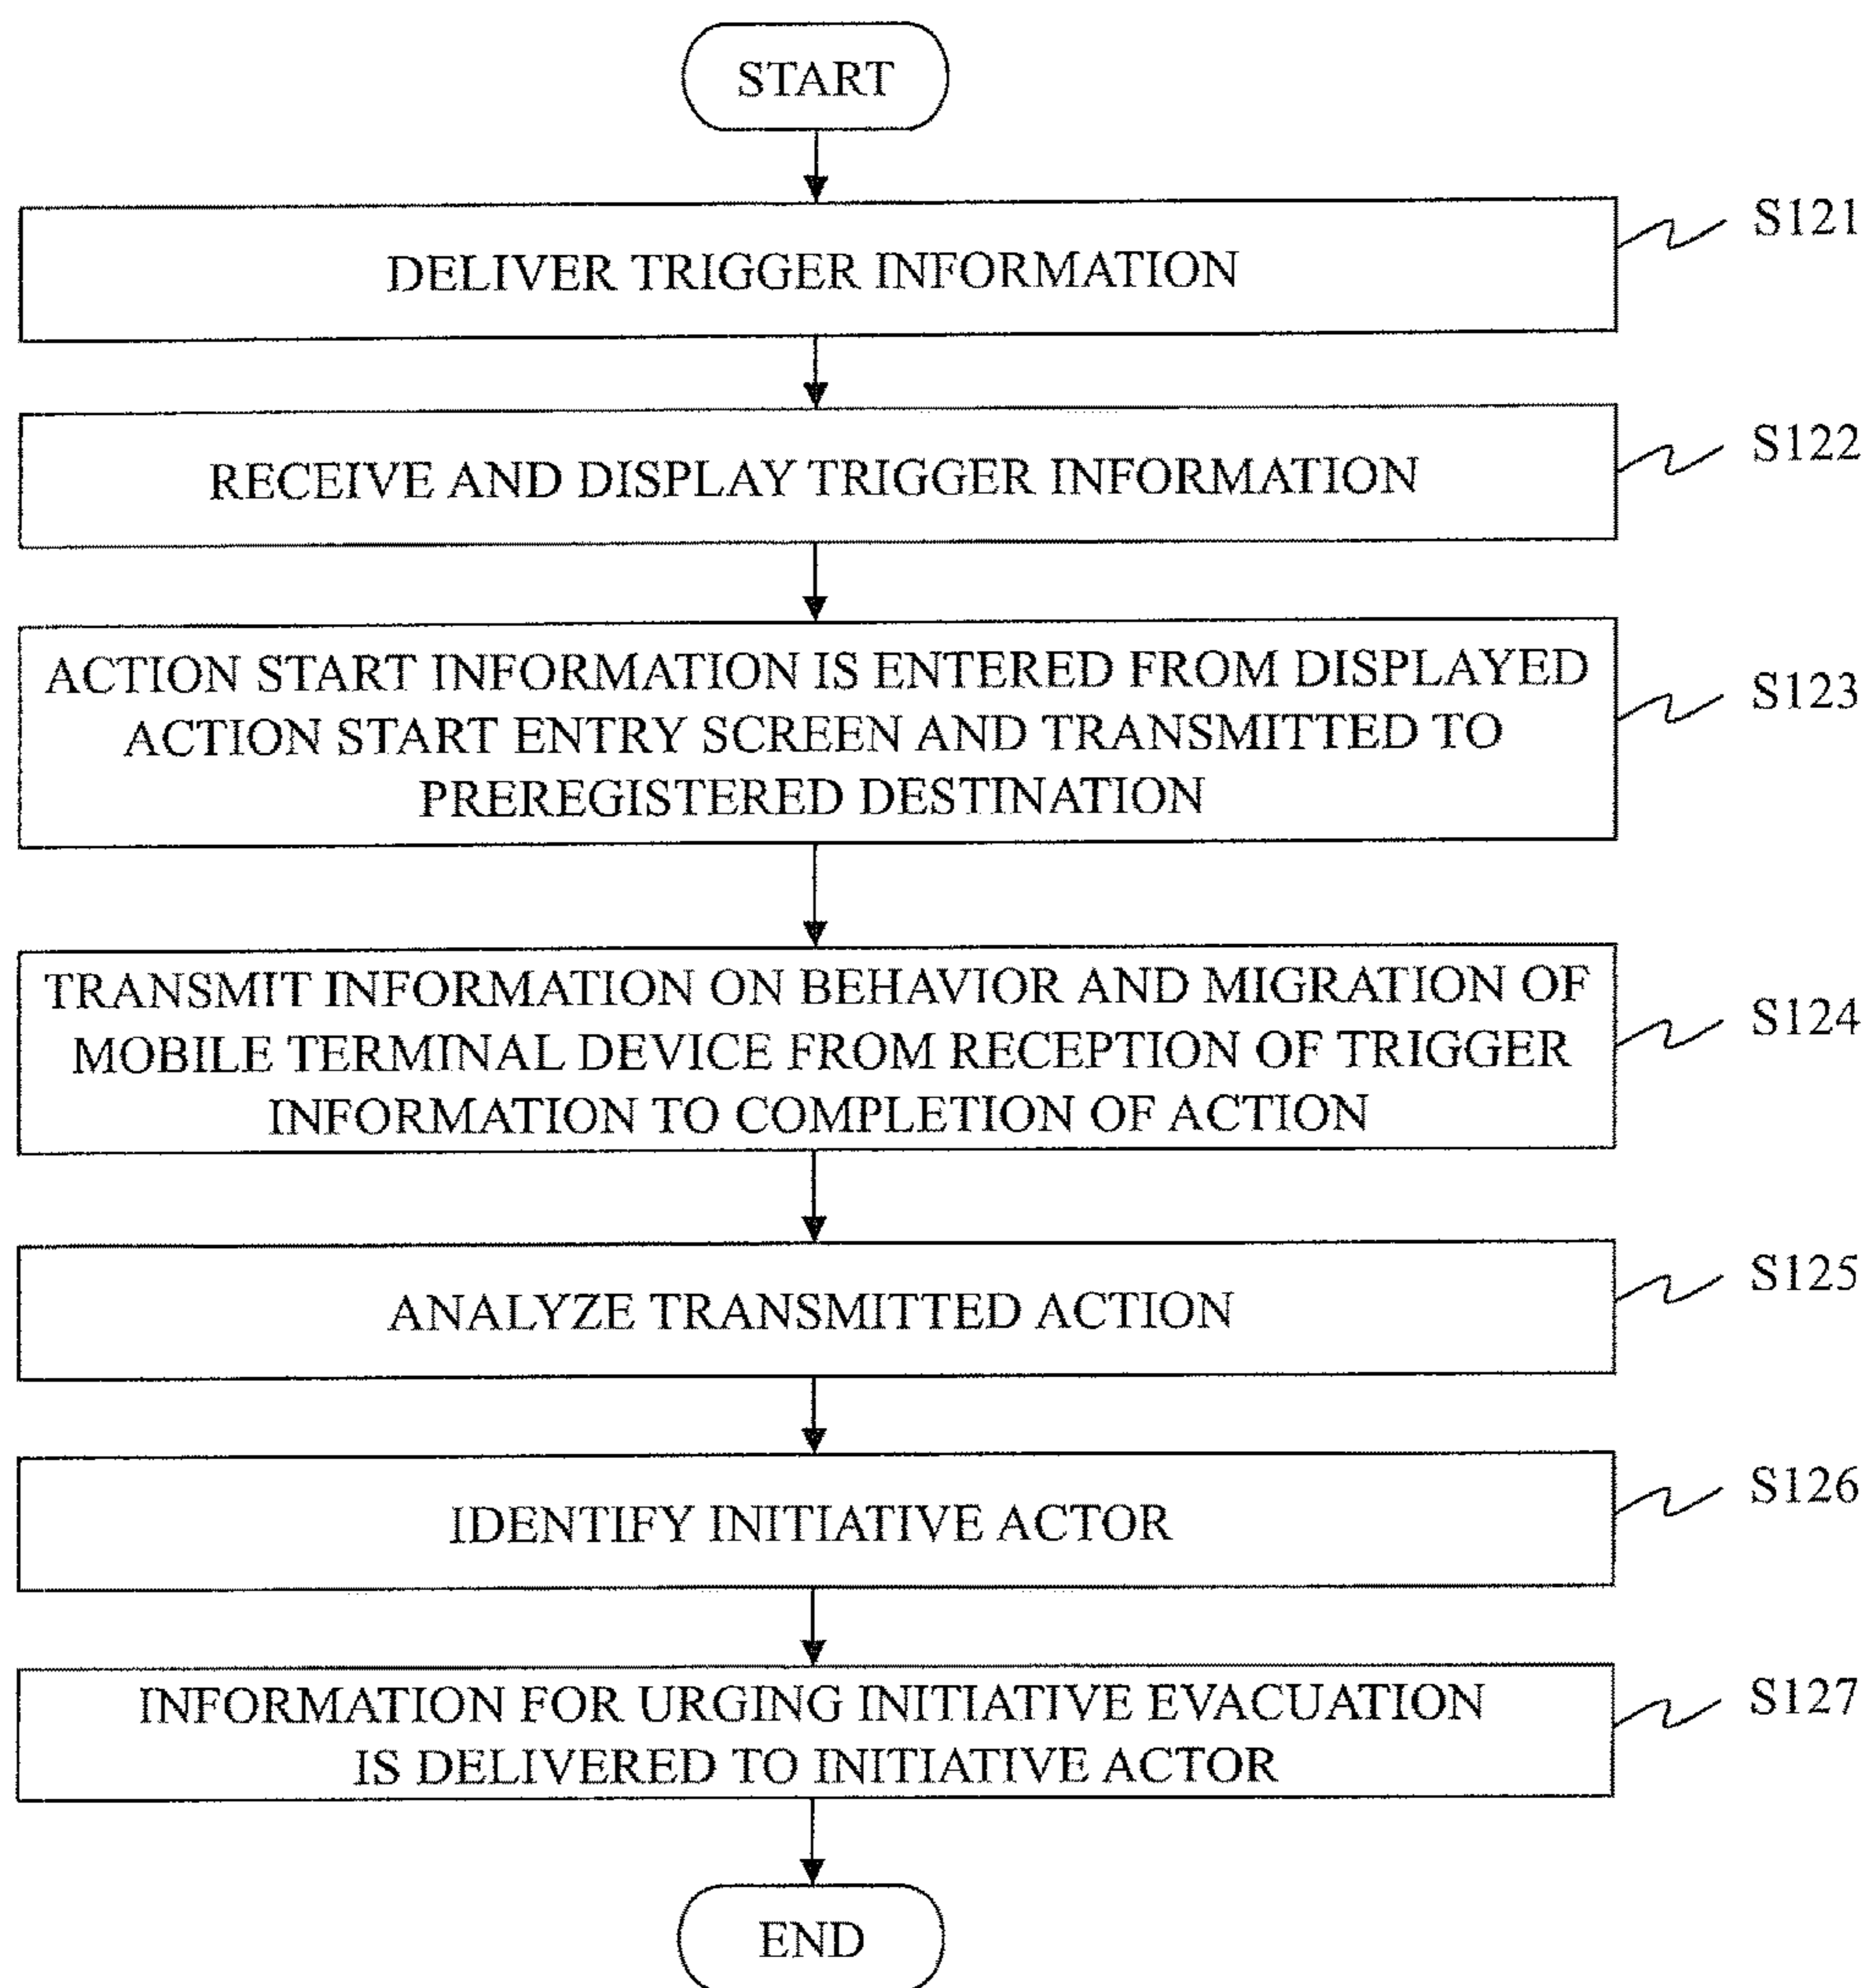 START
DELIVER TRIGGER INFORMATION
S121
RECEIVE AND DISPLAY TRIGGER INFORMATION
S122
ACTION START INFORMATION IS ENTERED FROM DISPLAYED
ACTION START ENTRY SCREEN AND TRANSMITTED TO
PREREGISTERED DESTINATION
S123
TRANSMIT INFORMATION ON BEHAVIOR AND MIGRATION OF
MOBILE TERMINAL DEVICE FROM RECEPTION OF TRIGGER
INFORMATION TO COMPLETION OF ACTION
S124
ANALYZE TRANSMITTED ACTION
S125
IDENTIFY INITIATIVE ACTOR
S126
INFORMATION FOR URGING INITIATIVE EVACUATION
IS DELIVERED TO INITIATIVE ACTOR
S127
END